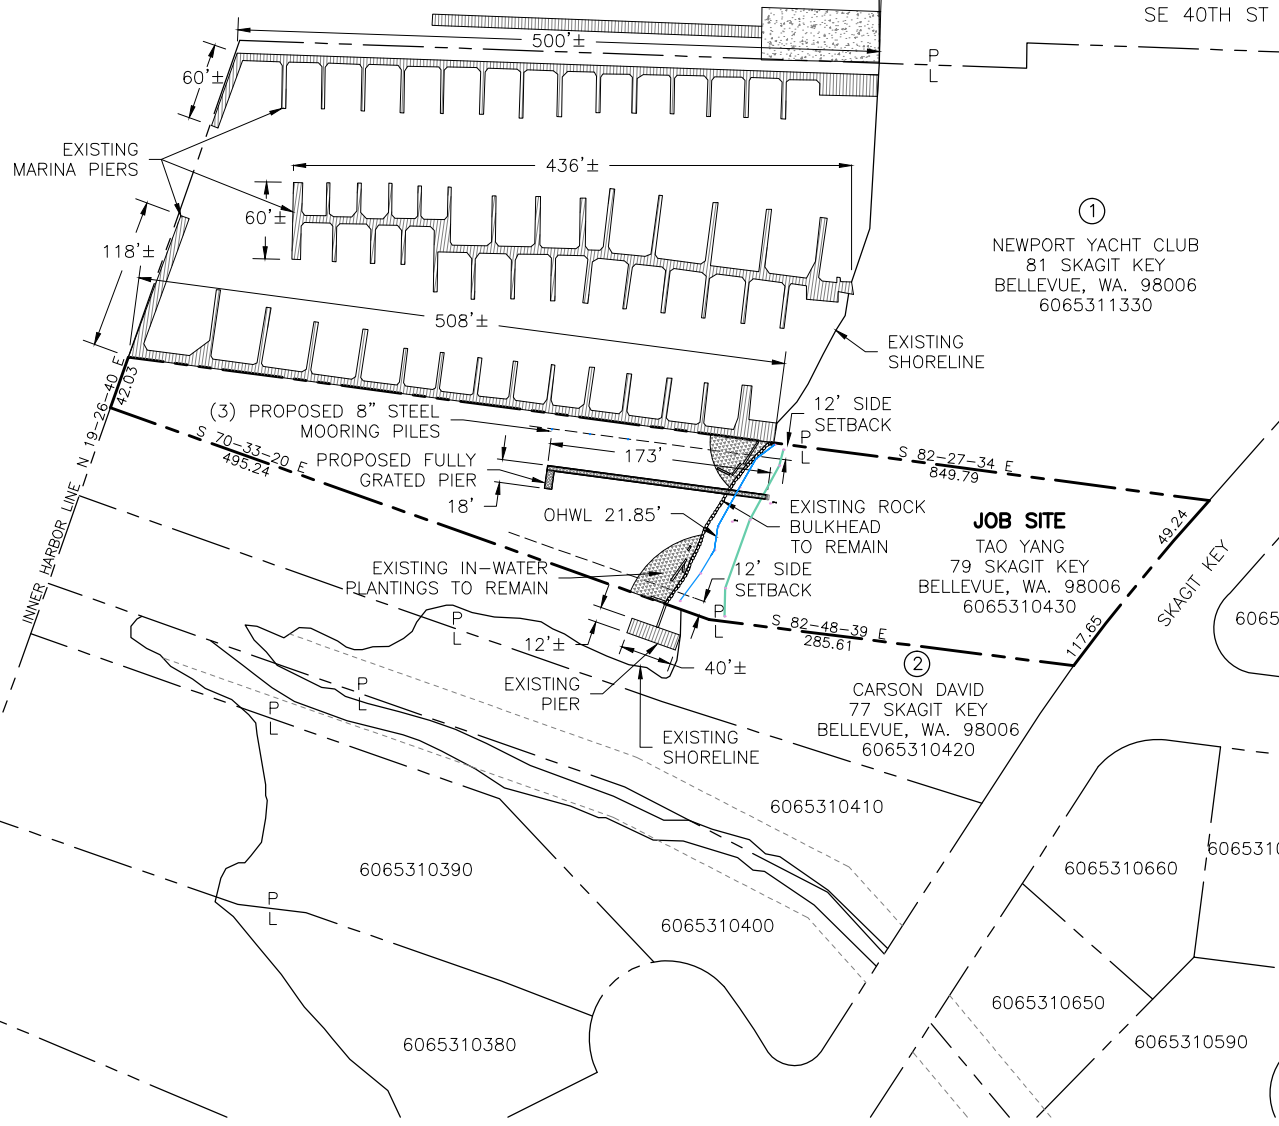 SE 40TH ST
500'±
P
L
60'±
EXISTING
MARINA PIERS
436'±
60'±
118'±
508'±
1
NEWPORT YACHT CLUB
81 SKAGIT KEY
BELLEVUE, WA. 98006
6065311330
EXISTING
SHORELINE
INNER HARBOR LINE N 19-26-40 E
42.03
(3) PROPOSED 8" STEEL
MOORING PILES
S 70-33-20 E
495.24
PROPOSED FULLY
GRATED PIER
173'
18'
12' SIDE
SETBACK
P
L
S 82-27-34 E
849.79
OHWL 21.85'
EXISTING ROCK
BULKHEAD
TO REMAIN
JOB SITE
TAO YANG
79 SKAGIT KEY
BELLEVUE, WA. 98006
6065310430
49.24
SKAGIT KEY
117.65
EXISTING IN-WATER
PLANTINGS TO REMAIN
12' SIDE
SETBACK
P
L
S 82-48-39 E
285.61
P
L
12'±
40'±
EXISTING
PIER
EXISTING
SHORELINE
2
CARSON DAVID
77 SKAGIT KEY
BELLEVUE, WA. 98006
6065310420
6065
P
L
P
L
6065310410
6065310390
6065310400
P
L
6065310660
606531
6065310650
6065310590
6065310380